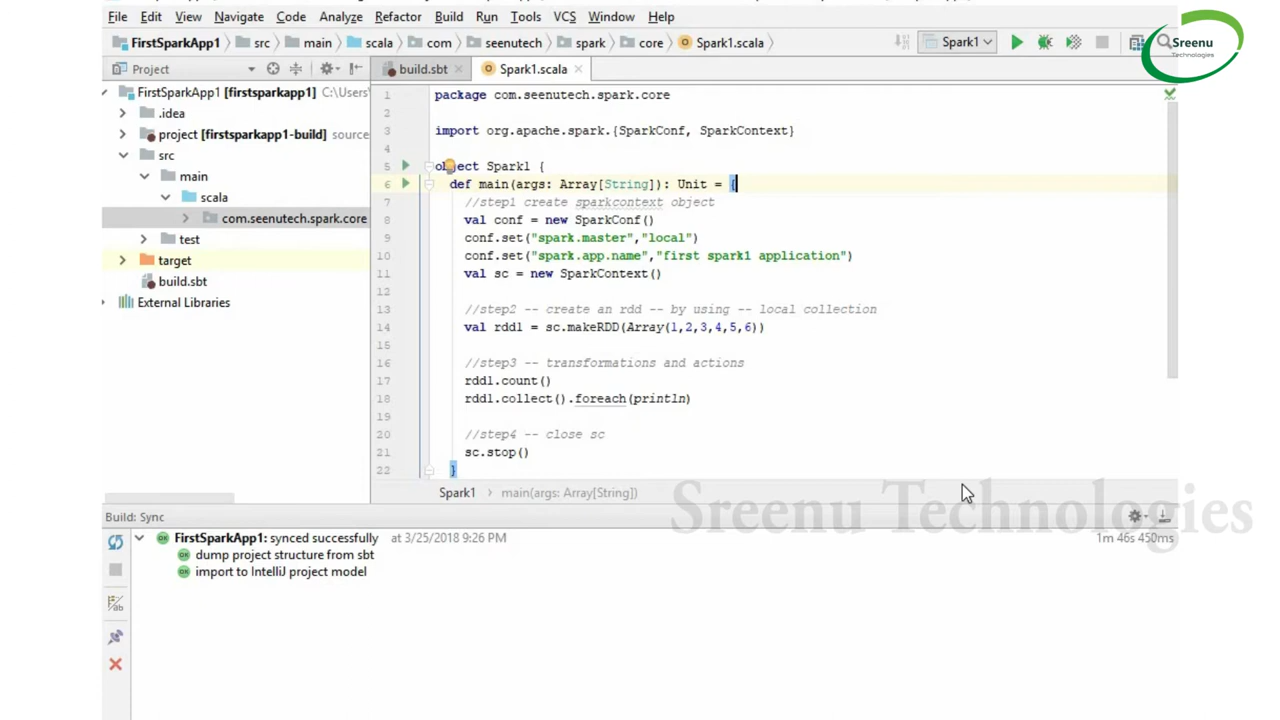 File Edit View Navigate Code Analyze Refactor Build Run Tools VCS Window Help
FirstSparkApp1 src main scala com seenutech spark core Spark1.scala Spark1
Sreenu
Technologies
Project build.sbt Spark1.scala
FirstSparkApp1 [firstsparkapp1] C:\Users\
.idea
project [firstsparkapp1-build] source
src
main
scala
com.seenutech.spark.core
test
target
build.sbt
External Libraries
1 package com.seenutech.spark.core
2
3 import org.apache.spark.{SparkConf, SparkContext}
4
5 object Spark1 {
6 def main(args: Array[String]): Unit = {
7 //step1 create sparkcontext object
8 val conf = new SparkConf()
9 conf.set("spark.master","local")
10 conf.set("spark.app.name","first spark1 application")
11 val sc = new SparkContext()
12
13 //step2 -- create an rdd -- by using -- local collection
14 val rdd1 = sc.makeRDD(Array(1,2,3,4,5,6))
15
16 //step3 -- transformations and actions
17 rdd1.count()
18 rdd1.collect().foreach(println)
19
20 //step4 -- close sc
21 sc.stop()
22 }
Spark1 main(args: Array[String])
Sreenu Technologies
Build: Sync
FirstSparkApp1: synced successfully at 3/25/2018 9:26 PM 1m 46s 450ms
dump project structure from sbt
import to IntelliJ project model